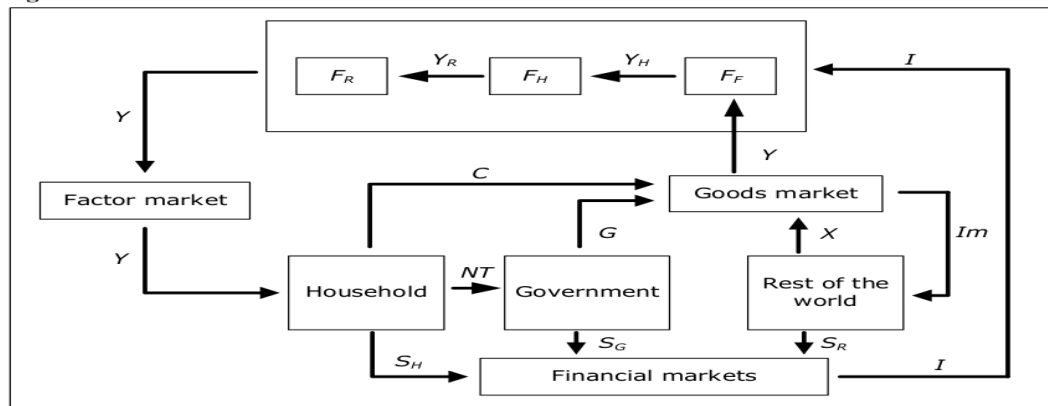 Y_R
Y_H
I
F_R
F_H
F_F
Y
Y
C
Factor market
Goods market
Y
G
X
Im
NT
Household
Government
Rest of the
world
S_H
S_G
S_R
Financial markets
I